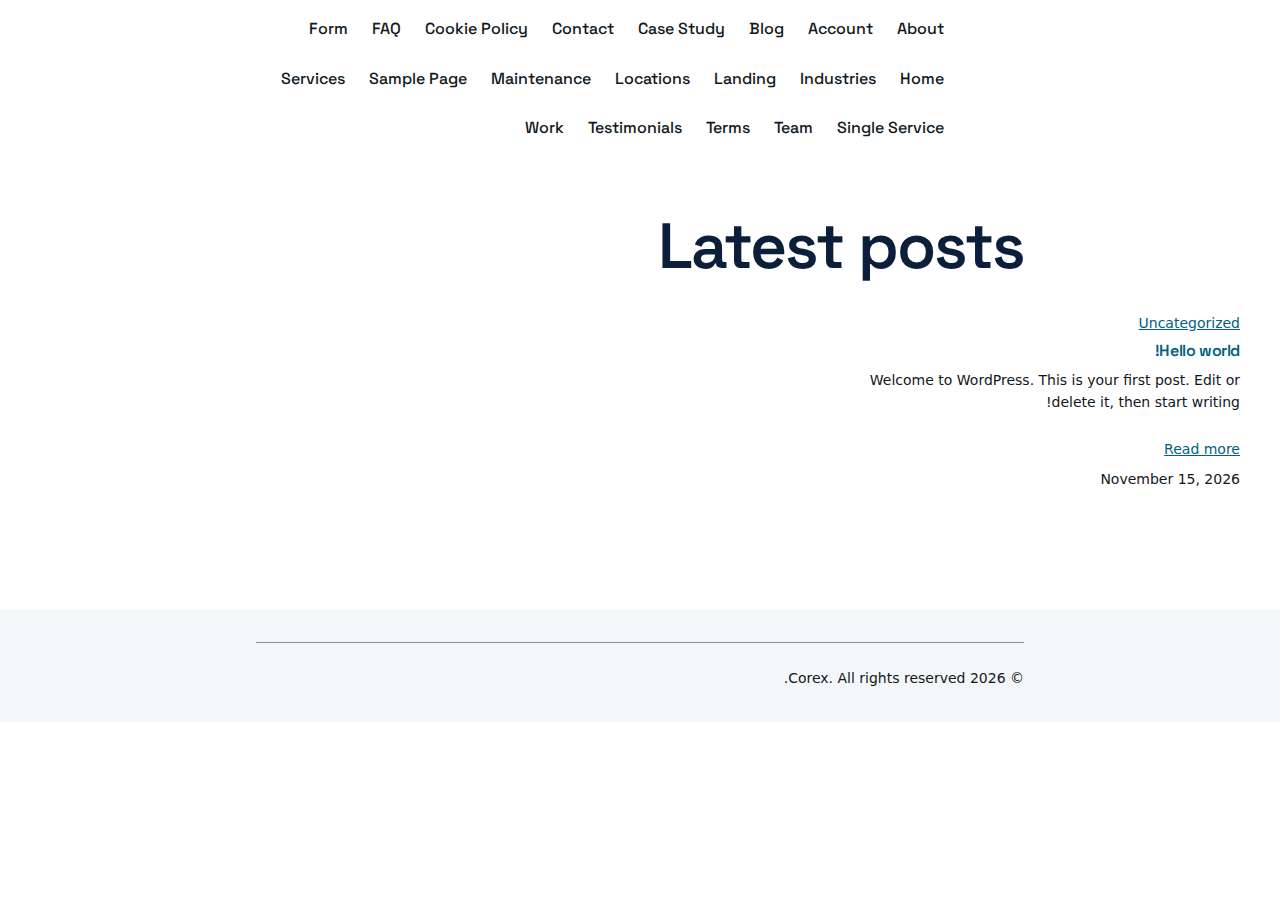 Form FAQ Cookie Policy Contact Case Study Blog Account About
Services Sample Page Maintenance Locations Landing Industries Home
Work Testimonials Terms Team Single Service
Latest posts
Uncategorized
!Hello world
Welcome to WordPress. This is your first post. Edit or
!delete it, then start writing
Read more
November 15, 2026
.Corex. All rights reserved 2026 ©